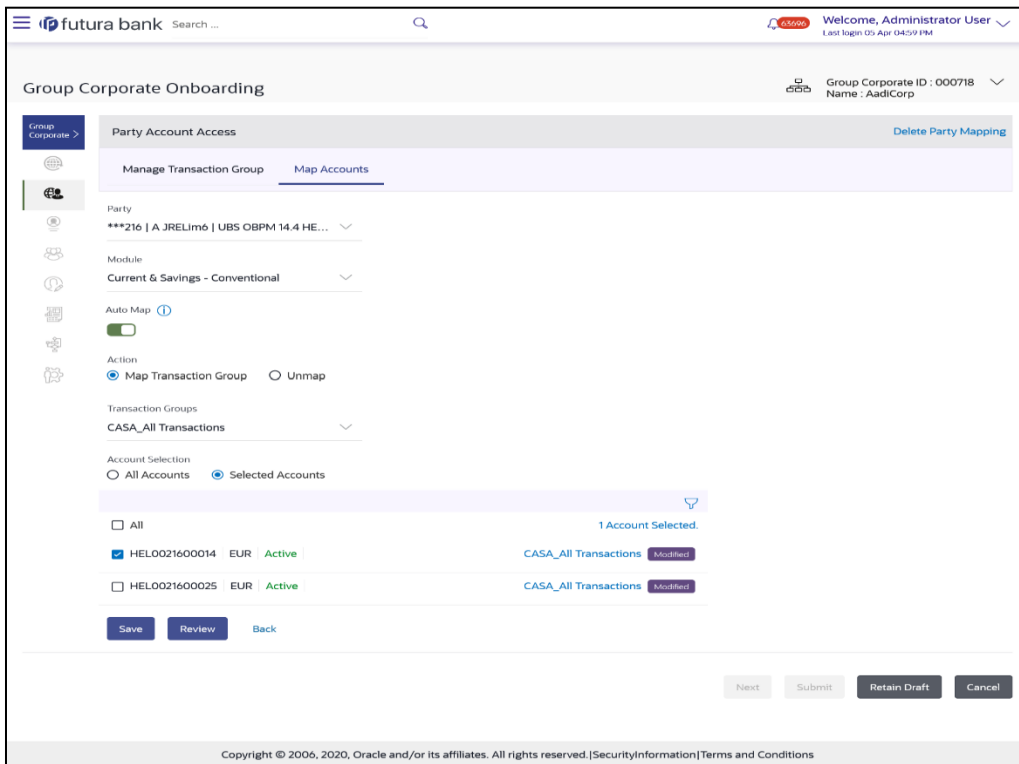 futura bank Search ...
63696
Welcome, Administrator User
Last login 05 Apr 04:59 PM
Group Corporate Onboarding
Group Corporate ID : 000718
Name : AadiCorp
Group
Corporate >
Party Account Access
Delete Party Mapping
Manage Transaction Group Map Accounts
Party
***216 | A JRELim6 | UBS OBPM 14.4 HE...
Module
Current & Savings - Conventional
Auto Map
Action
Map Transaction Group Unmap
Transaction Groups
CASA_All Transactions
Account Selection
All Accounts Selected Accounts
All 1 Account Selected.
HEL0021600014 EUR Active CASA_All Transactions Modified
HEL0021600025 EUR Active CASA_All Transactions Modified
Save Review Back
Next Submit Retain Draft Cancel
Copyright © 2006, 2020, Oracle and/or its affiliates. All rights reserved.|SecurityInformation|Terms and Conditions